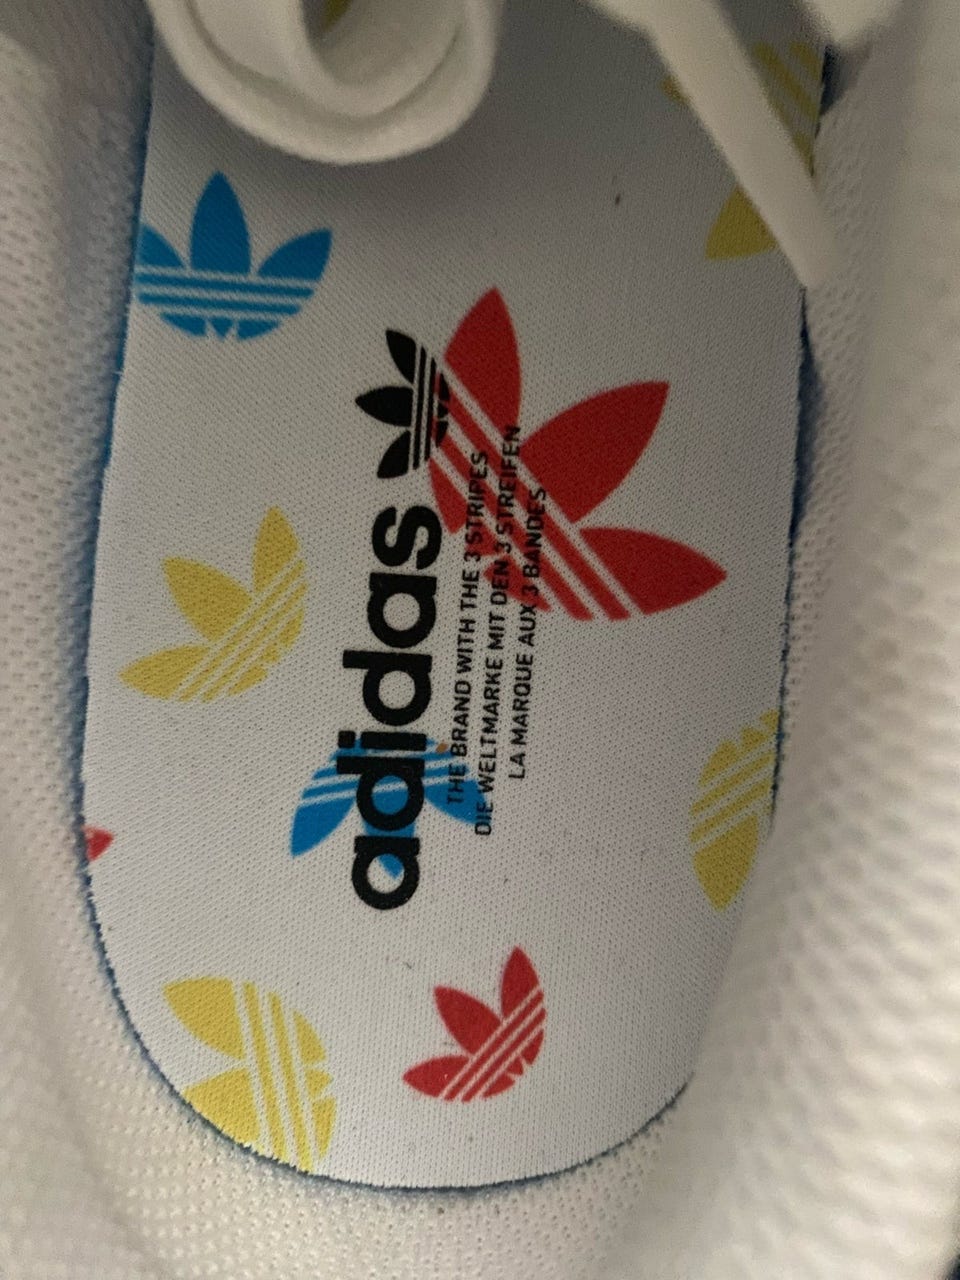 adidas
THE BRAND WITH THE 3 STRIPES
DIE WELTMARKE MIT DEN 3 STREIFEN
LA MARQUE AUX 3 BANDES